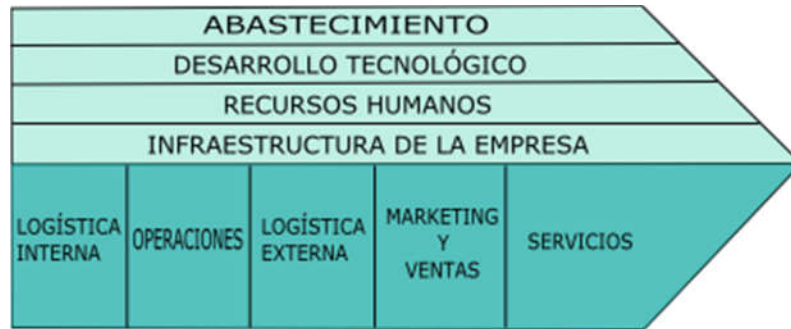 ABASTECIMIENTO
DESARROLLO TECNOLÓGICO
RECURSOS HUMANOS
INFRAESTRUCTURA DE LA EMPRESA
LOGÍSTICA
INTERNA
OPERACIONES
LOGÍSTICA
EXTERNA
MARKETING
Y
VENTAS
SERVICIOS